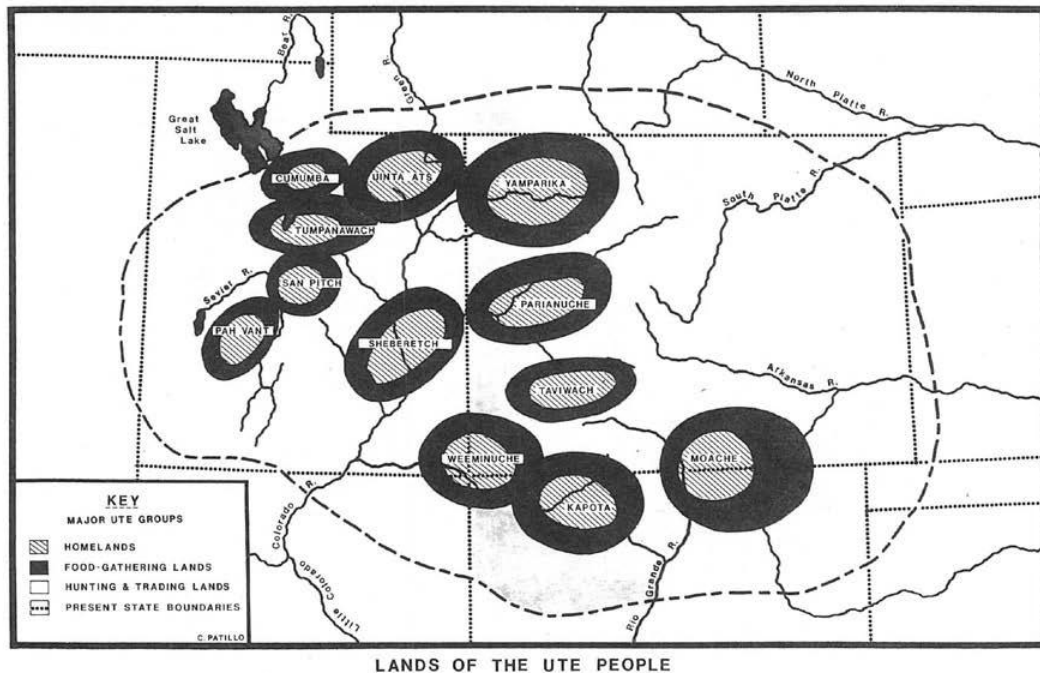 Bear R.
Green R.
North Platte R.
Great
Salt
Lake
CUMUMBA
UINTA ATS
YAMPARIKA
South Platte R.
TUMPANAWACH
Sevier R.
SAN PITCH
PARIANUCHE
PAH VANT
SHEBERETCH
Arkansas R.
TAVIWACH
WEEMINUCHE
MOACHE
KAPOTA
Colorado R.
Little Colorado
Rio Grande R.
KEY
MAJOR UTE GROUPS
HOMELANDS
FOOD-GATHERING LANDS
HUNTING & TRADING LANDS
PRESENT STATE BOUNDARIES
C. PATILLO
LANDS OF THE UTE PEOPLE